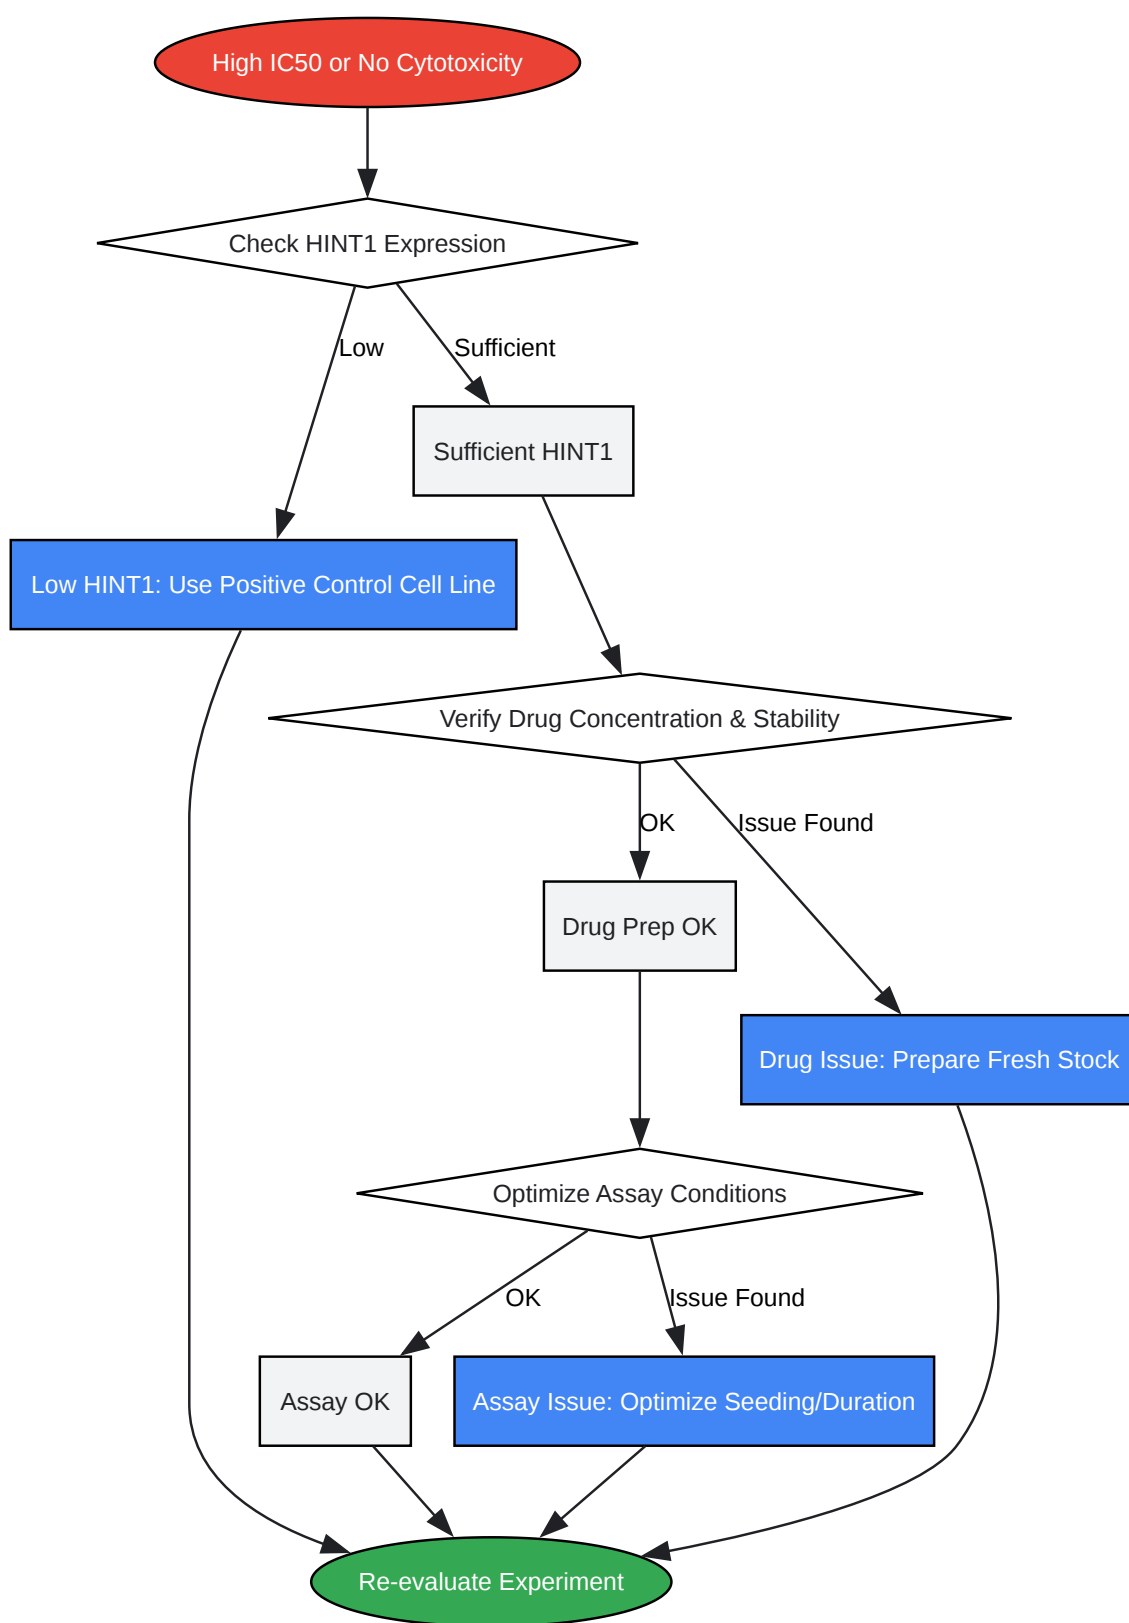 High IC50 or No Cytotoxicity
Check HINT1 Expression
Low
Sufficient
Sufficient HINT1
Low HINT1: Use Positive Control Cell Line
Verify Drug Concentration & Stability
OK
Issue Found
Drug Prep OK
Drug Issue: Prepare Fresh Stock
Optimize Assay Conditions
OK
Issue Found
Assay OK
Assay Issue: Optimize Seeding/Duration
Re-evaluate Experiment